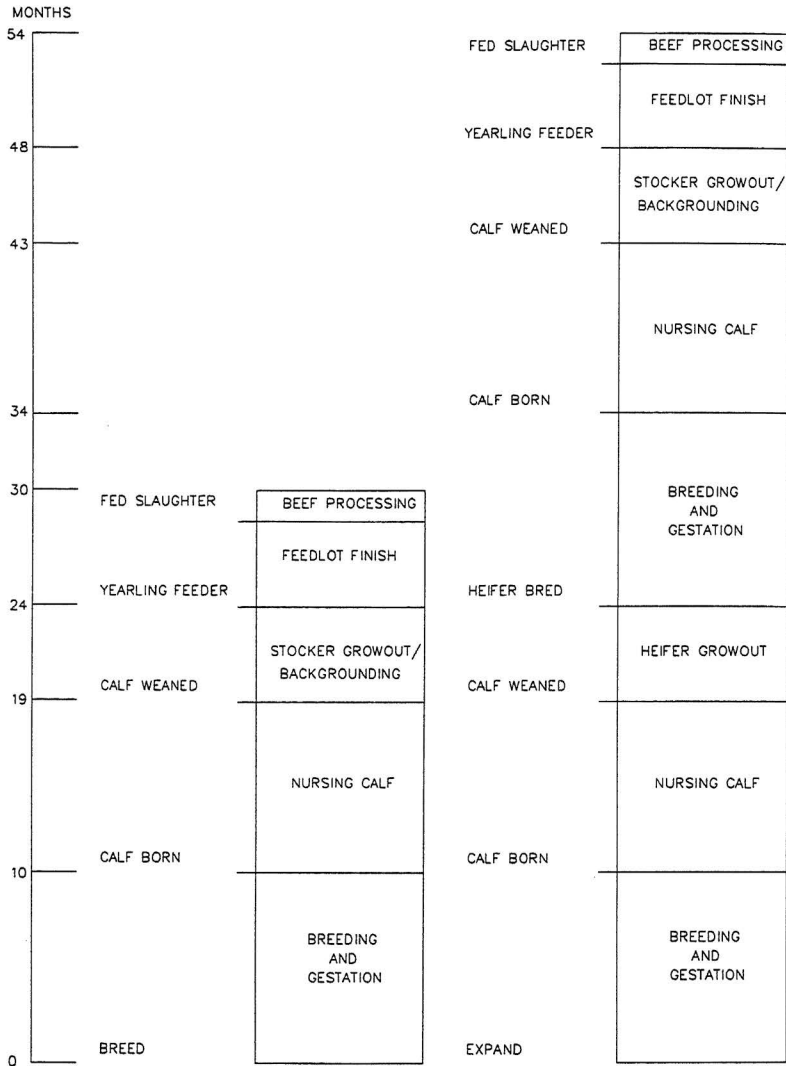 MONTHS
54
48
43
34
30
24
19
10
0
FED SLAUGHTER
YEARLING FEEDER
CALF WEANED
CALF BORN
BREED
BEEF PROCESSING
FEEDLOT FINISH
STOCKER GROWOUT/
BACKGROUNDING
NURSING CALF
BREEDING
AND
GESTATION
FED SLAUGHTER
YEARLING FEEDER
CALF WEANED
CALF BORN
HEIFER BRED
CALF WEANED
CALF BORN
EXPAND
BEEF PROCESSING
FEEDLOT FINISH
STOCKER GROWOUT/
BACKGROUNDING
NURSING CALF
BREEDING
AND
GESTATION
HEIFER GROWOUT
NURSING CALF
BREEDING
AND
GESTATION